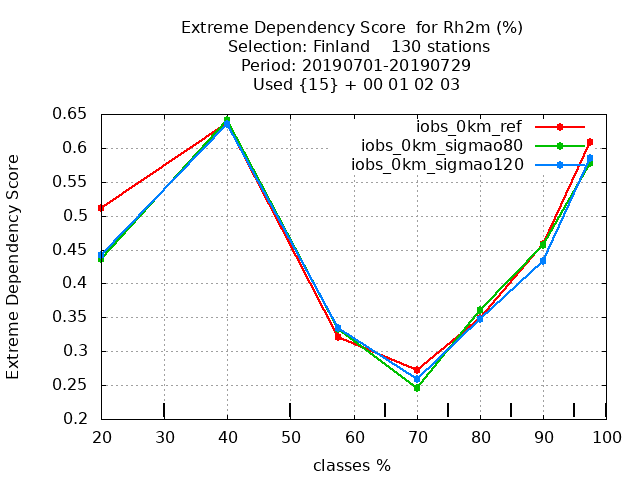 Extreme Dependency Score  for Rh2m (%)
Selection: Finland    130 stations
Period: 20190701-20190729
Used {15} + 00 01 02 03
iobs_0km_ref
iobs_0km_sigmao80
iobs_0km_sigmao120
Extreme Dependency Score
0.65
0.6
0.55
0.5
0.45
0.4
0.35
0.3
0.25
0.2
20 30 40 50 60 70 80 90 100
classes %